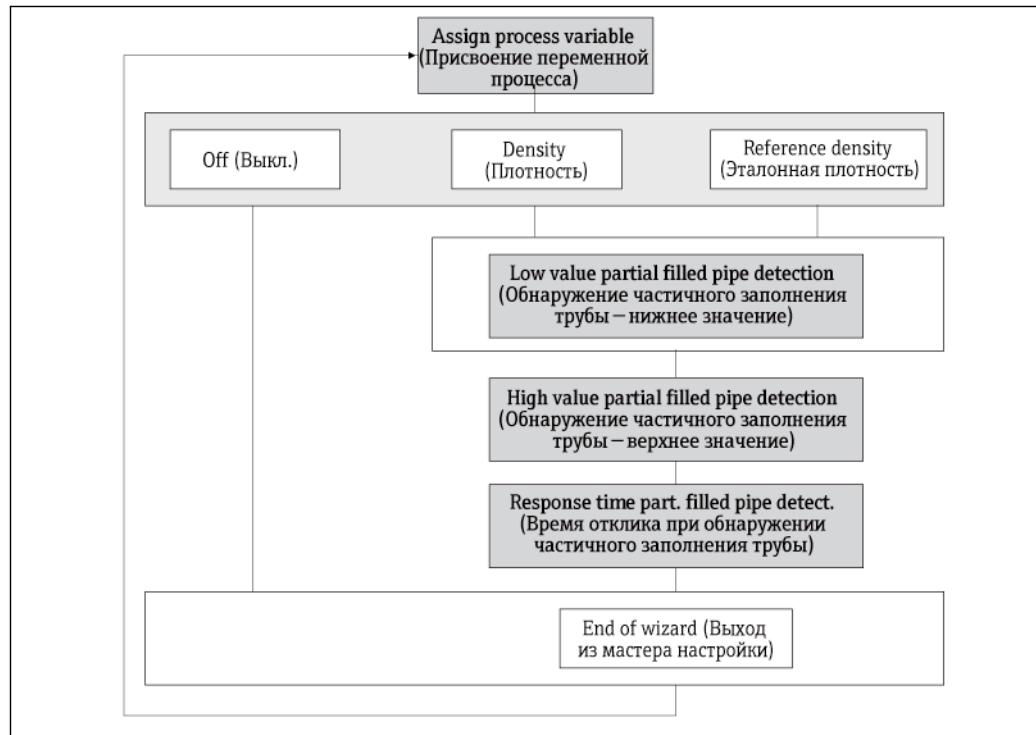 Assign process variable
(Присвоение переменной
процесса)
Off (Выкл.)
Density
(Плотность)
Reference density
(Эталонная плотность)
Low value partial filled pipe detection
(Обнаружение частичного заполнения
трубы – нижнее значение)
High value partial filled pipe detection
(Обнаружение частичного заполнения
трубы – верхнее значение)
Response time part. filled pipe detect.
(Время отклика при обнаружении
частичного заполнения трубы)
End of wizard (Выход
из мастера настройки)